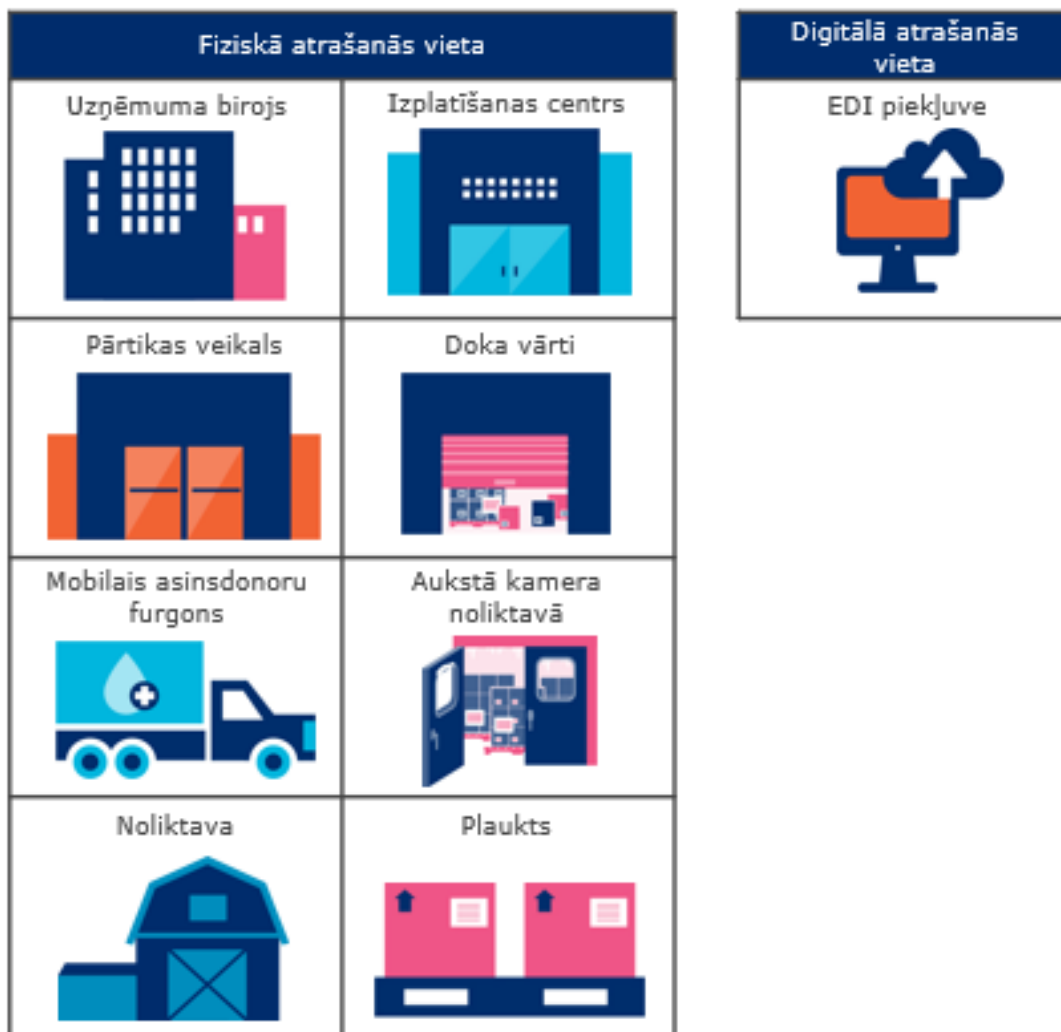 Fiziskā atrašanās vieta
Uzņēmuma birojs
Izplatīšanas centrs
Pārtikas veikals
Doka vārti
Mobilais asinsdonoru
furgons
Aukstā kamera
noliktavā
Noliktava
Plaukts
Digitālā atrašanās
vieta
EDI piekļuve